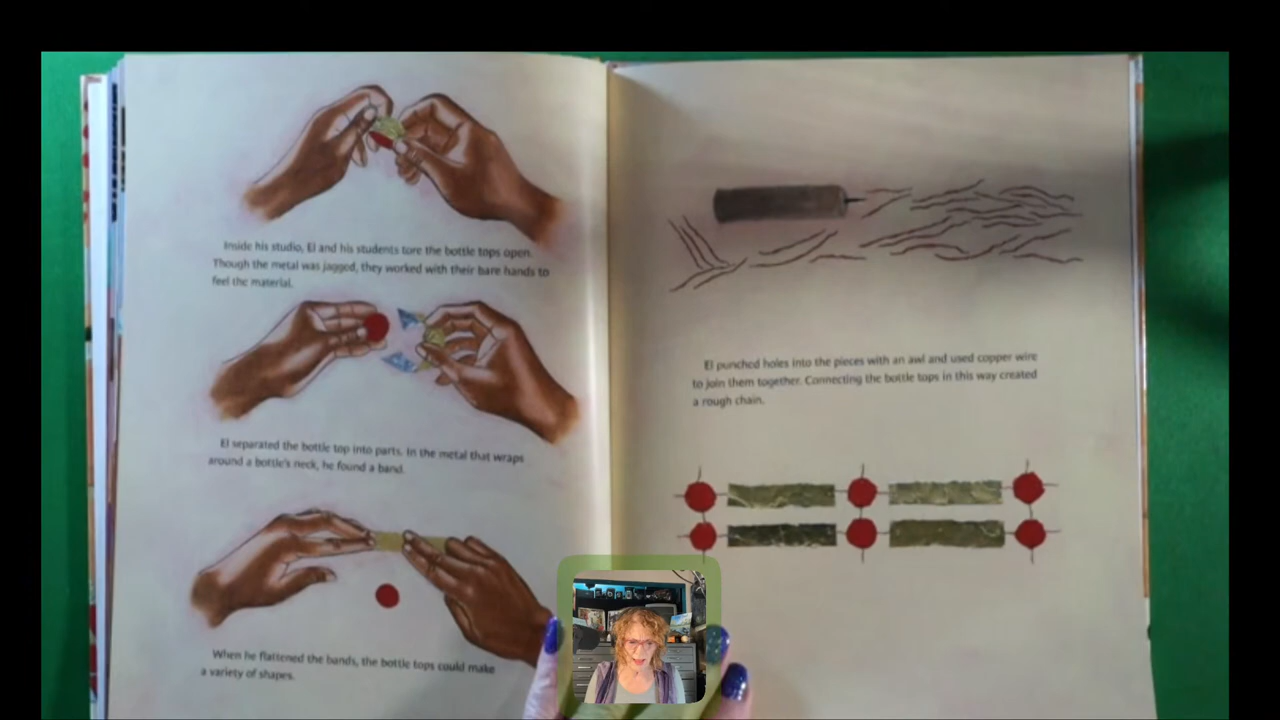 Inside his studio, El and his students tore the bottle tops open.
Though the metal was jagged, they worked with their bare hands to
feel the material.
El separated the bottle top into parts. In the metal that wraps
around a bottle's neck, he found a band.
When he flattened the bands, the bottle tops could make
a variety of shapes.
El punched holes into the pieces with an awl and used copper wire
to join them together. Connecting the bottle tops in this way created
a rough chain.